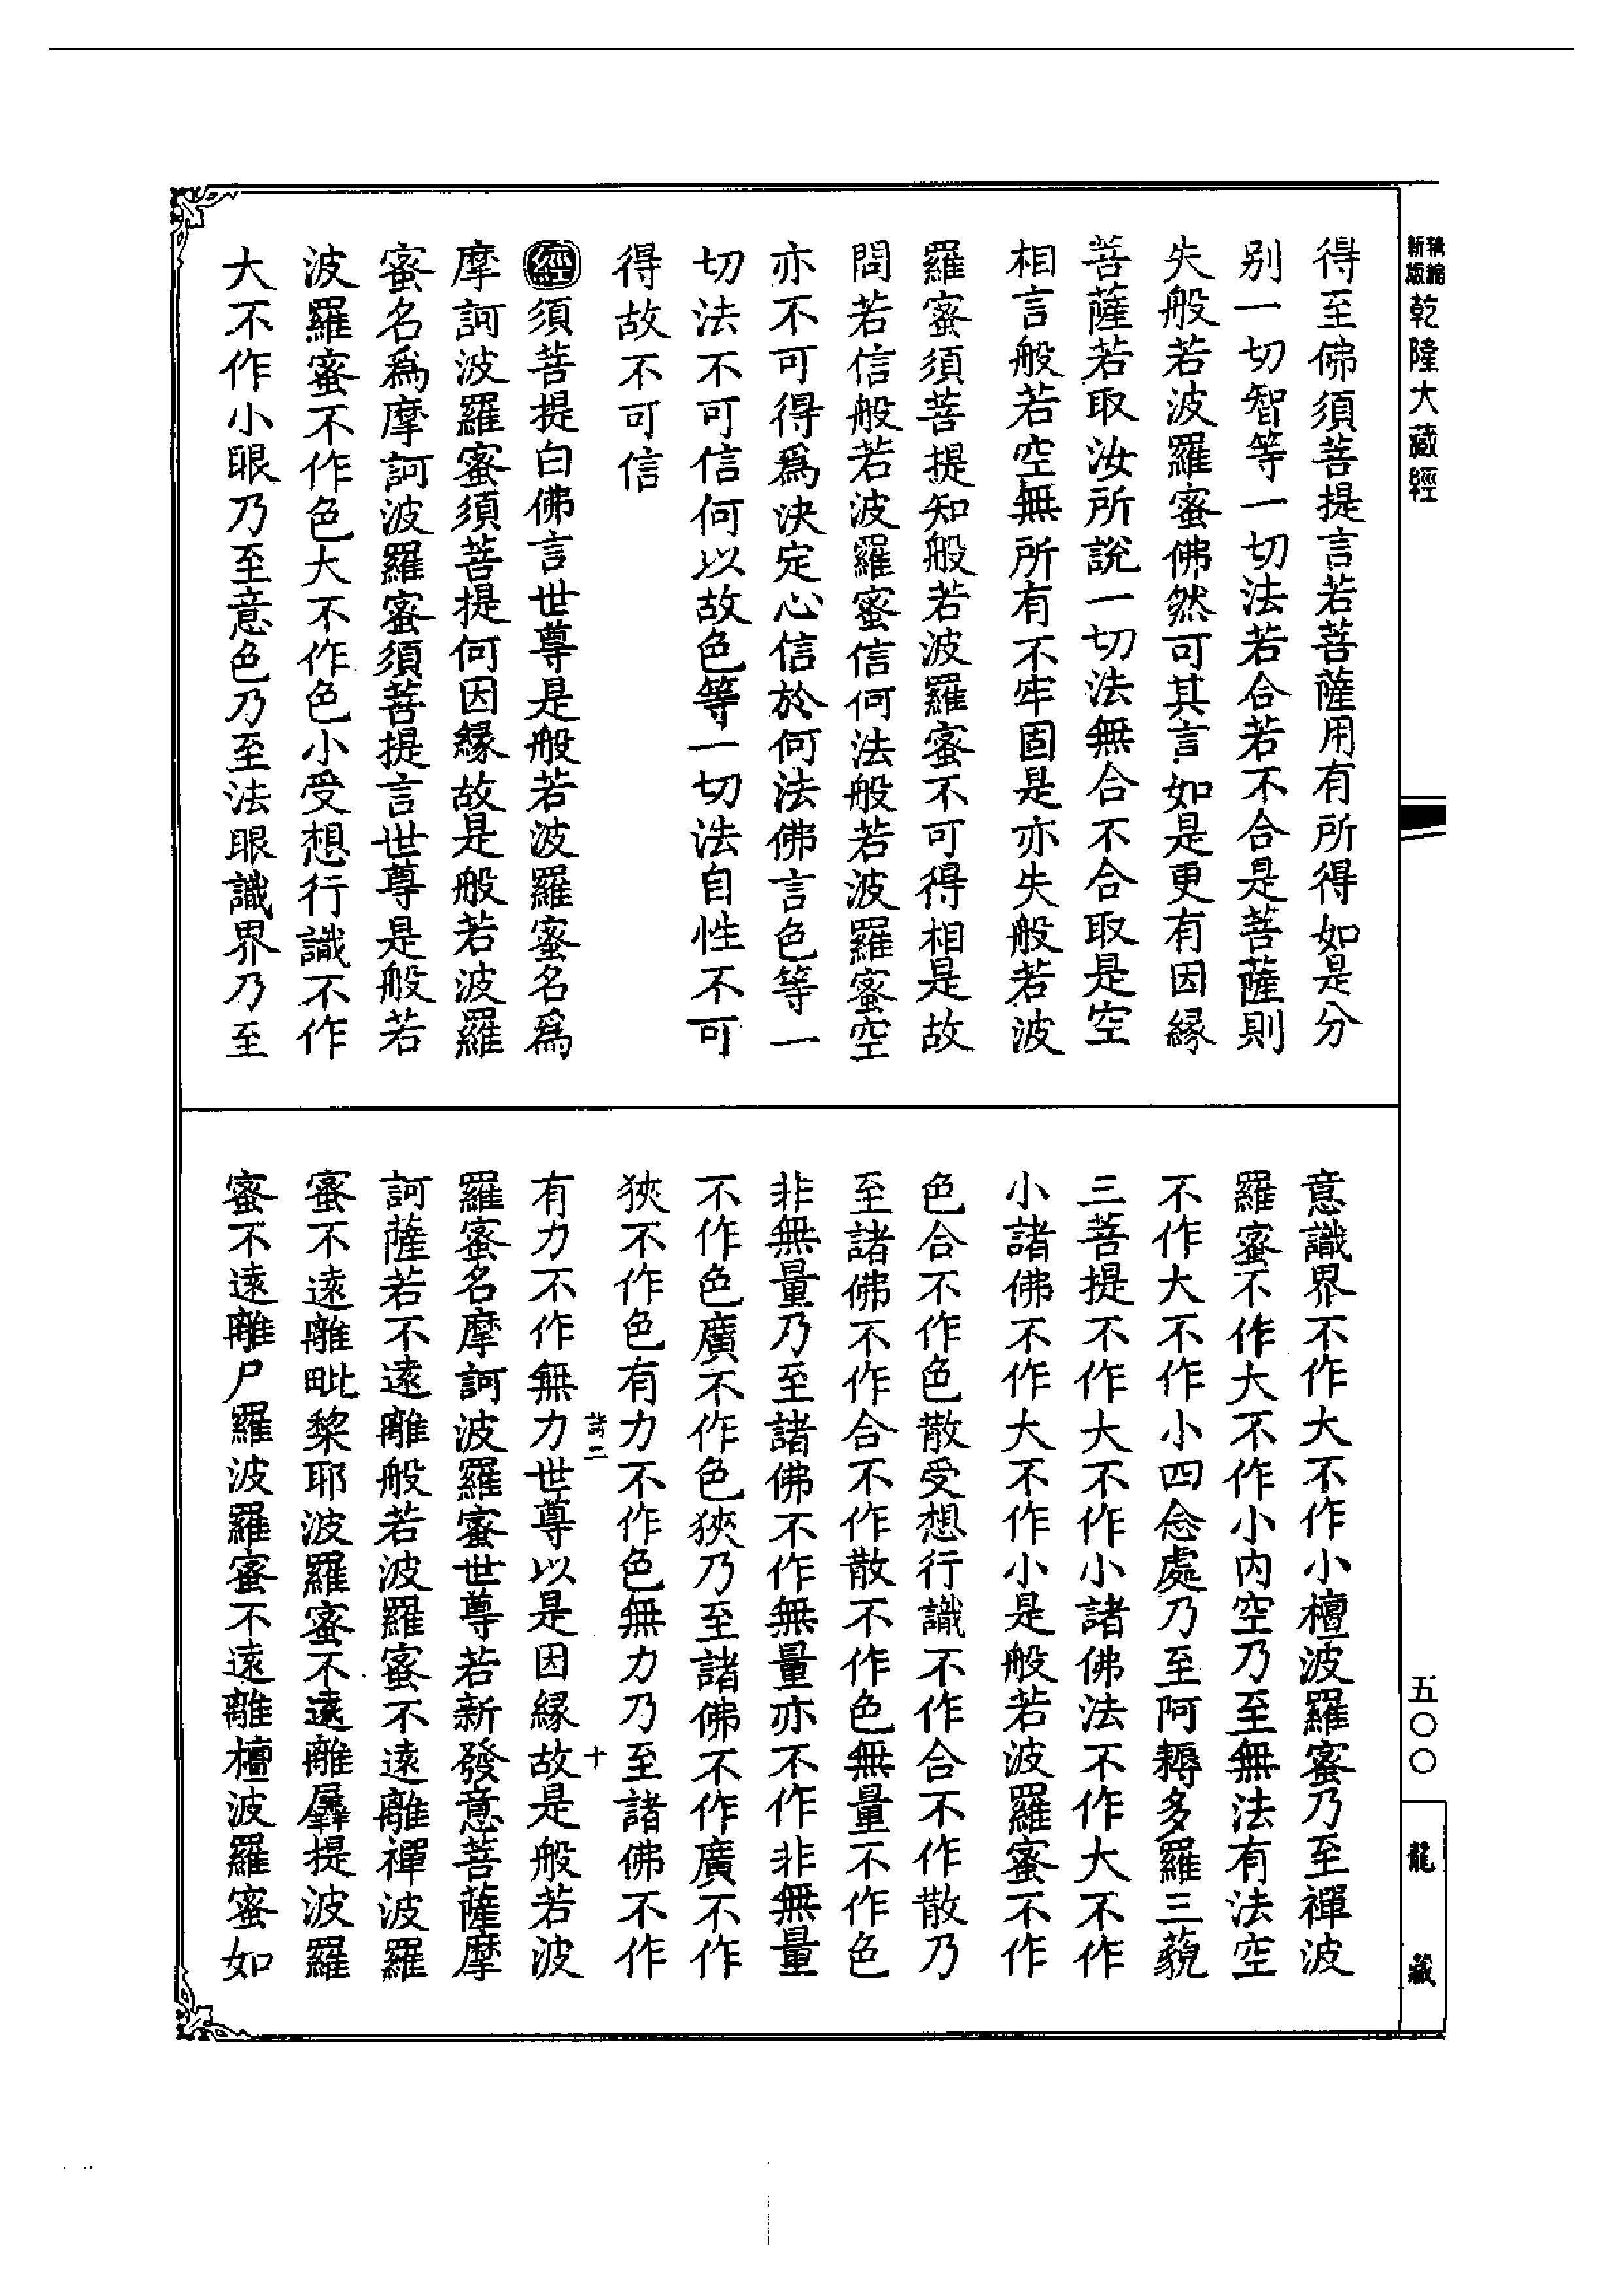 新版精縮乾隆大藏經
得至佛須菩提言若菩薩用有所得如是分
别一切智等一切法若合若不合是菩薩則
失般若波羅蜜佛然可其言如是更有因縁
菩薩若取汝所說一切法無合不合取是空
相言般若空無所有不牢固是亦失般若波
羅蜜須菩提知般若波羅蜜不可得相是故
問若信般若波羅蜜信何法般若波羅蜜空
亦不可得爲決定心信於何法佛言色等一
切法不可信何以故色等一切法自性不可
得故不可信
經須菩提白佛言世尊是般若波羅蜜名爲
摩訶波羅蜜須菩提何因縁故是般若波羅
蜜名爲摩訶波羅蜜須菩提言世尊是般若
波羅蜜不作色大不作色小受想行識不作
大不作小眼乃至意色乃至法眼識界乃至
意識界不作大不作小檀波羅蜜乃至禪波
羅蜜不作大不作小内空乃至無法有法空
不作大不作小四念處乃至阿耨多羅三藐
三菩提不作大不作小諸佛法不作大不作
小諸佛不作大不作小是般若波羅蜜不作
色合不作色散受想行識不作合不作散乃
至諸佛不作合不作散不作色無量不作色
非無量乃至諸佛不作無量亦不作非無量
不作色廣不作色狹乃至諸佛不作廣不作
狹不作色有力不作色無力乃至諸佛不作
十
有力不作無力世尊以是因縁故是般若波
羅蜜名摩訶波羅蜜世尊若新發意菩薩摩
訶薩若不遠離般若波羅蜜不遠離禪波羅
蜜不遠離毗棃耶波羅蜜不遠離羼提波羅
蜜不遠離尸羅波羅蜜不遠離檀波羅蜜如
五〇〇
龍藏